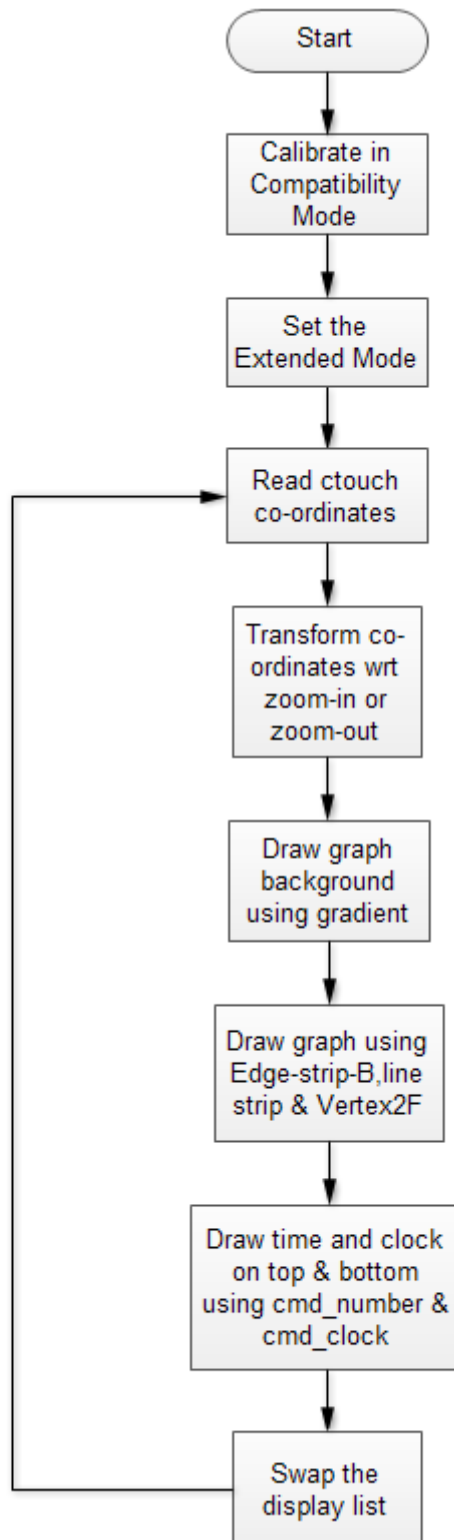 Start
Calibrate in
Compatibility
Mode
Set the
Extended Mode
Read ctouch
co-ordinates
Transform co-
ordinates wrt
zoom-in or
zoom-out
Draw graph
background
using gradient
Draw graph using
Edge-strip-B,line
strip & Vertex2F
Draw time and clock
on top & bottom
using cmd_number &
cmd_clock
Swap the
display list